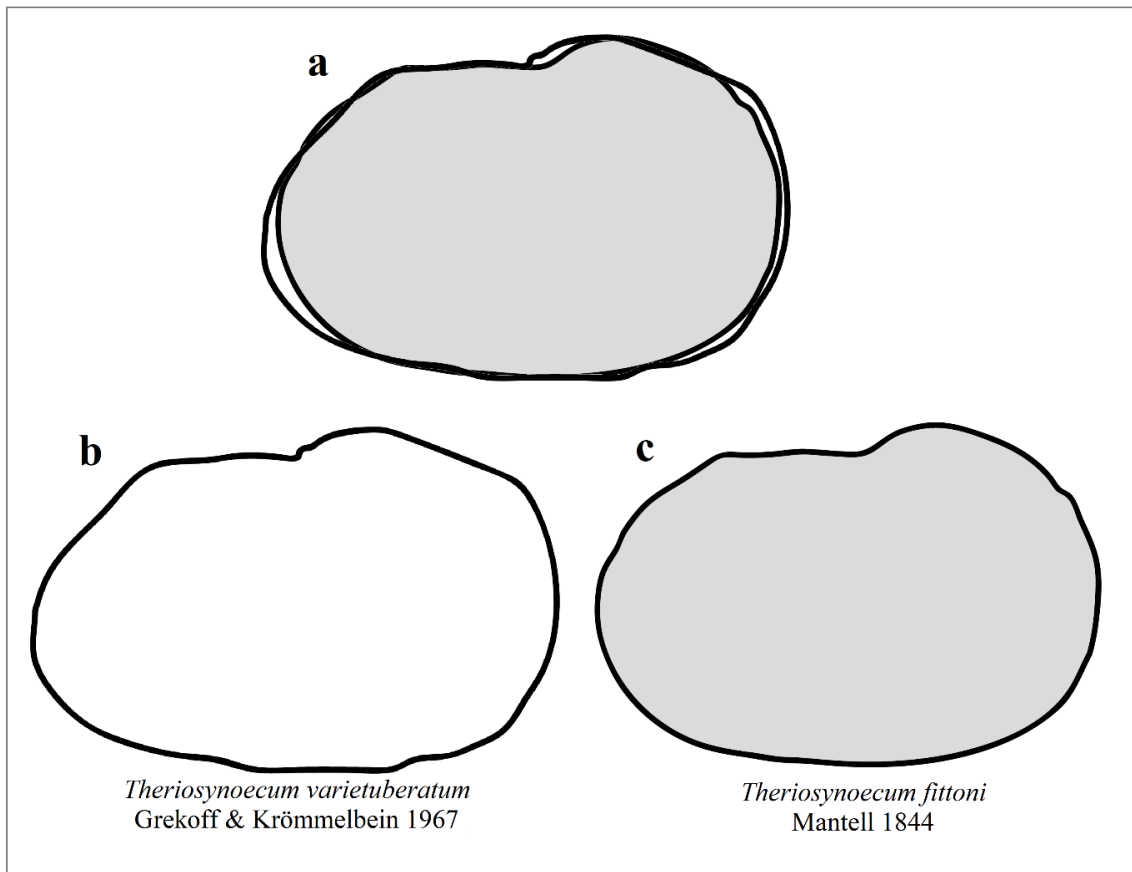 a
b
c
Theriosynoecum varietuberatum
Grekoff & Krömmelbein 1967
Theriosynoecum fittoni
Mantell 1844